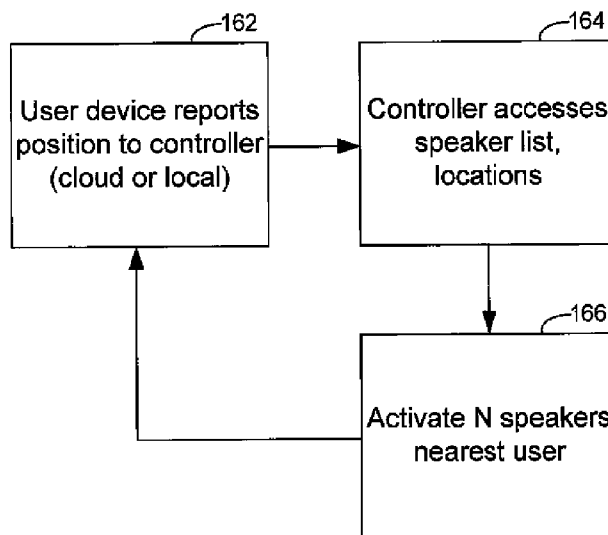 162
User device reports
position to controller
(cloud or local)
164
Controller accesses
speaker list,
locations
166
Activate N speakers
nearest user